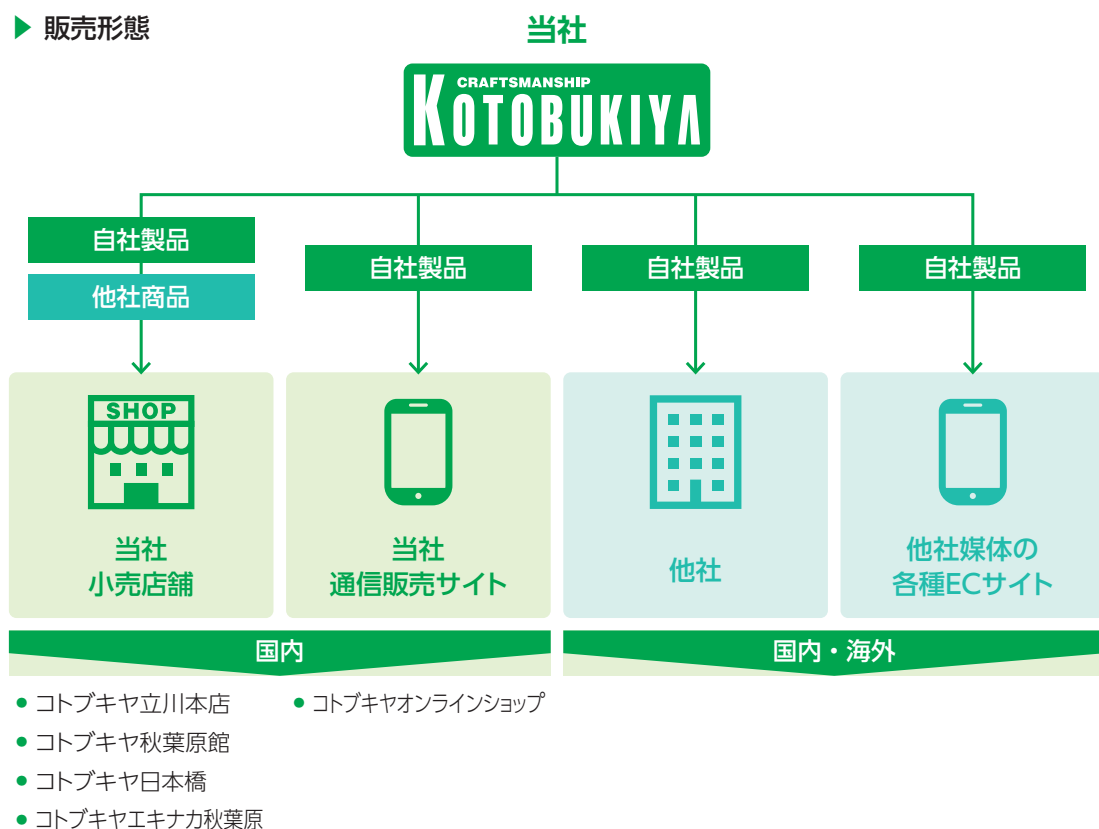 販売形態
当社
CRAFTSMANSHIP
KOTOBUKIYA
自社製品
他社商品
自社製品
自社製品
自社製品
SHOP
当社
小売店舗
当社
通信販売サイト
他社
他社媒体の
各種ECサイト
国内
国内・海外
• コトブキヤ立川本店
• コトブキヤ秋葉原館
• コトブキヤ日本橋
• コトブキヤエキナカ秋葉原
• コトブキヤオンラインショップ